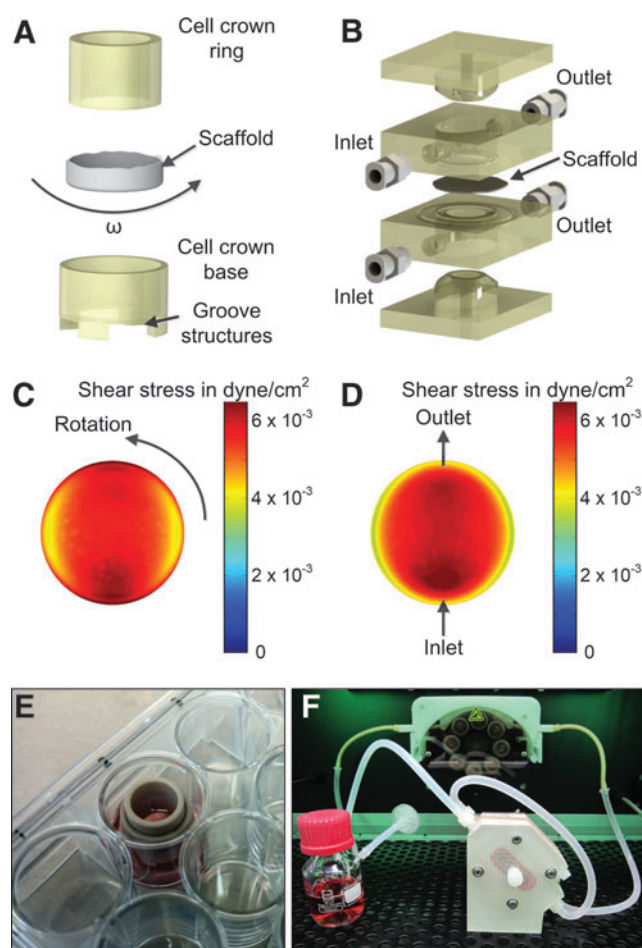 A
Cell crown
ring
Scaffold
ω
Cell crown
base
Groove
structures
B
Outlet
Inlet
Scaffold
Outlet
Inlet
C
Shear stress in dyne/cm²
Rotation
6 x 10⁻³
4 x 10⁻³
2 x 10⁻³
0
D
Shear stress in dyne/cm²
Outlet
6 x 10⁻³
4 x 10⁻³
2 x 10⁻³
0
Inlet
E
F